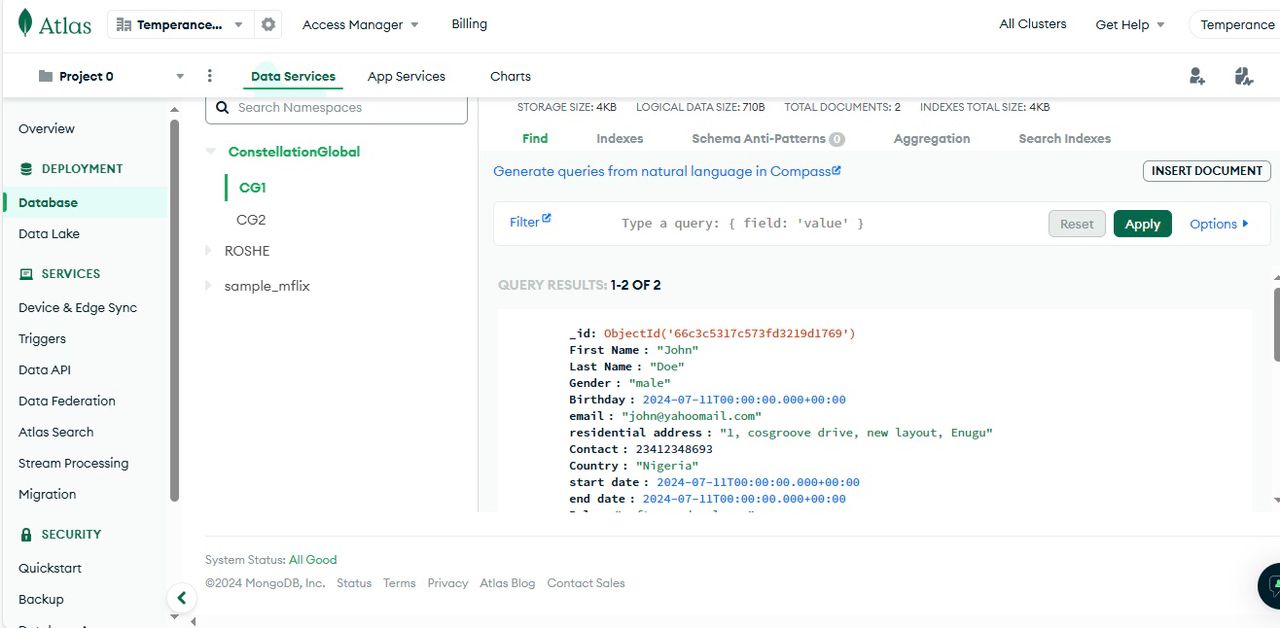 Atlas Temperance... Access Manager Billing All Clusters Get Help Temperance
Project 0 Data Services App Services Charts
Overview
DEPLOYMENT
Database
Data Lake
SERVICES
Device & Edge Sync
Triggers
Data API
Data Federation
Atlas Search
Stream Processing
Migration
SECURITY
Quickstart
Backup
Search Namespaces
ConstellationGlobal
CG1
CG2
ROSHE
sample_mflix
STORAGE SIZE: 4KB LOGICAL DATA SIZE: 710B TOTAL DOCUMENTS: 2 INDEXES TOTAL SIZE: 4KB
Find Indexes Schema Anti-Patterns 0 Aggregation Search Indexes
Generate queries from natural language in Compass
INSERT DOCUMENT
Filter Type a query: { field: 'value' } Reset Apply Options
QUERY RESULTS: 1-2 OF 2
_id: ObjectId('66c3c5317c573fd3219d1769')
First Name : "John"
Last Name : "Doe"
Gender : "male"
Birthday : 2024-07-11T00:00:00.000+00:00
email : "john@yahoomail.com"
residential address : "1, cosgroove drive, new layout, Enugu"
Contact : 23412348693
Country : "Nigeria"
start date : 2024-07-11T00:00:00.000+00:00
end date : 2024-07-11T00:00:00.000+00:00
System Status: All Good
©2024 MongoDB, Inc. Status Terms Privacy Atlas Blog Contact Sales